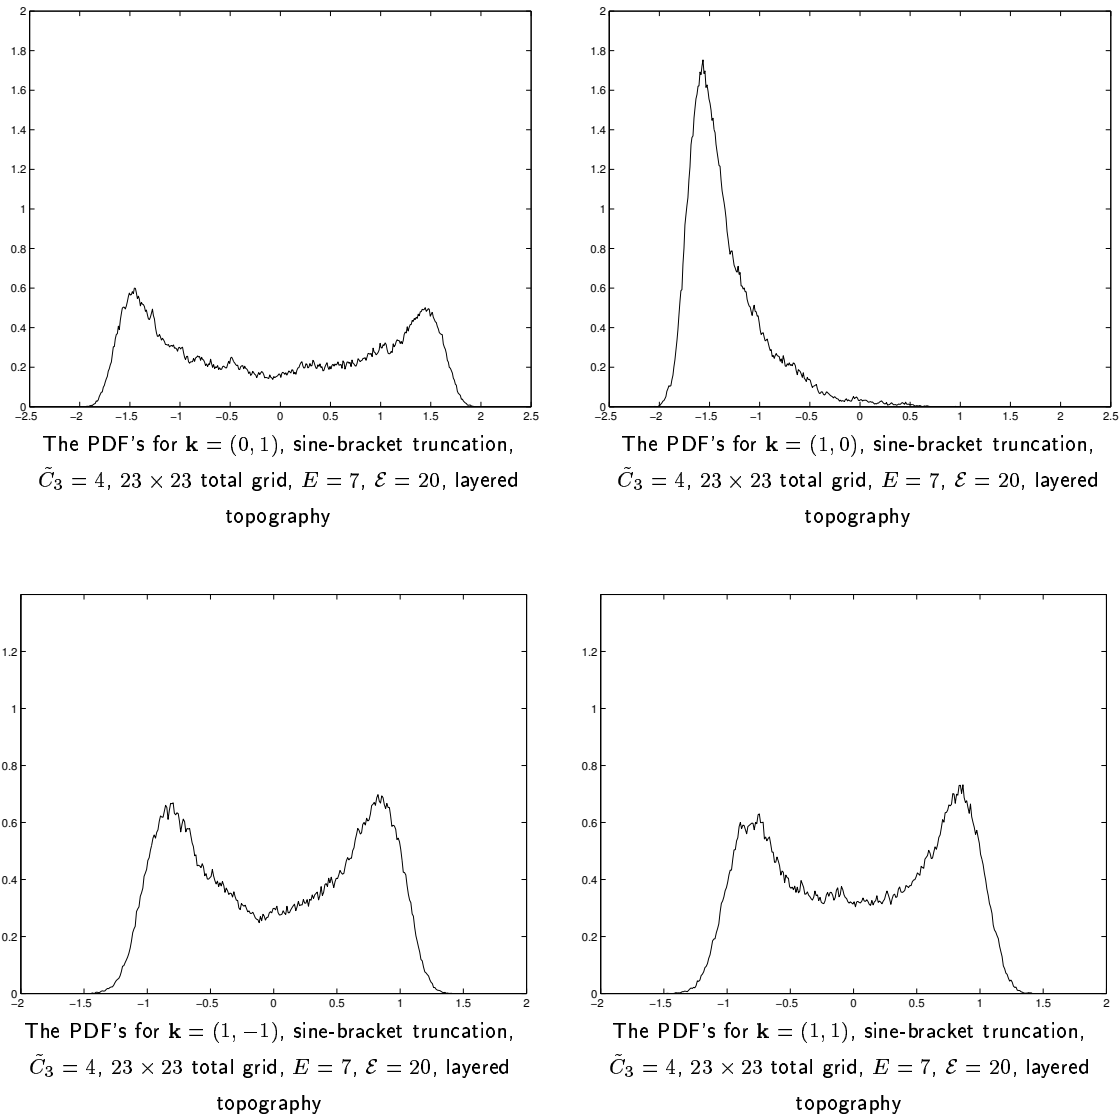 2
1.8
1.6
1.4
1.2
1
0.8
0.6
0.4
0.2
0
−2.5 −2 −1.5 −1 −0.5 0 0.5 1 1.5 2 2.5
The PDF's for k = (0, 1), sine-bracket truncation,
C̃₃ = 4, 23 × 23 total grid, E = 7, ℰ = 20, layered
topography
2
1.8
1.6
1.4
1.2
1
0.8
0.6
0.4
0.2
0
−2.5 −2 −1.5 −1 −0.5 0 0.5 1 1.5 2 2.5
The PDF's for k = (1, 0), sine-bracket truncation,
C̃₃ = 4, 23 × 23 total grid, E = 7, ℰ = 20, layered
topography
1.2
1
0.8
0.6
0.4
0.2
0
−2 −1.5 −1 −0.5 0 0.5 1 1.5 2
The PDF's for k = (1, −1), sine-bracket truncation,
C̃₃ = 4, 23 × 23 total grid, E = 7, ℰ = 20, layered
topography
1.2
1
0.8
0.6
0.4
0.2
0
−2 −1.5 −1 −0.5 0 0.5 1 1.5 2
The PDF's for k = (1, 1), sine-bracket truncation,
C̃₃ = 4, 23 × 23 total grid, E = 7, ℰ = 20, layered
topography